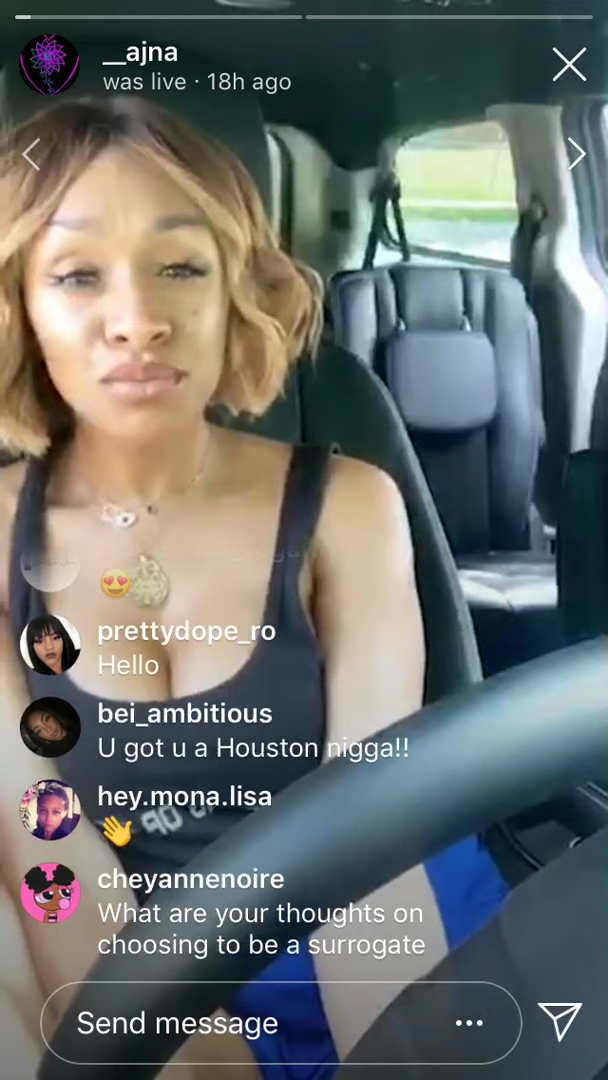 __ajna
was live · 18h ago
😍
prettydope_ro
Hello
bei_ambitious
U got u a Houston nigga!!
hey.mona.lisa
👋
cheyannenoire
What are your thoughts on
choosing to be a surrogate
Send message